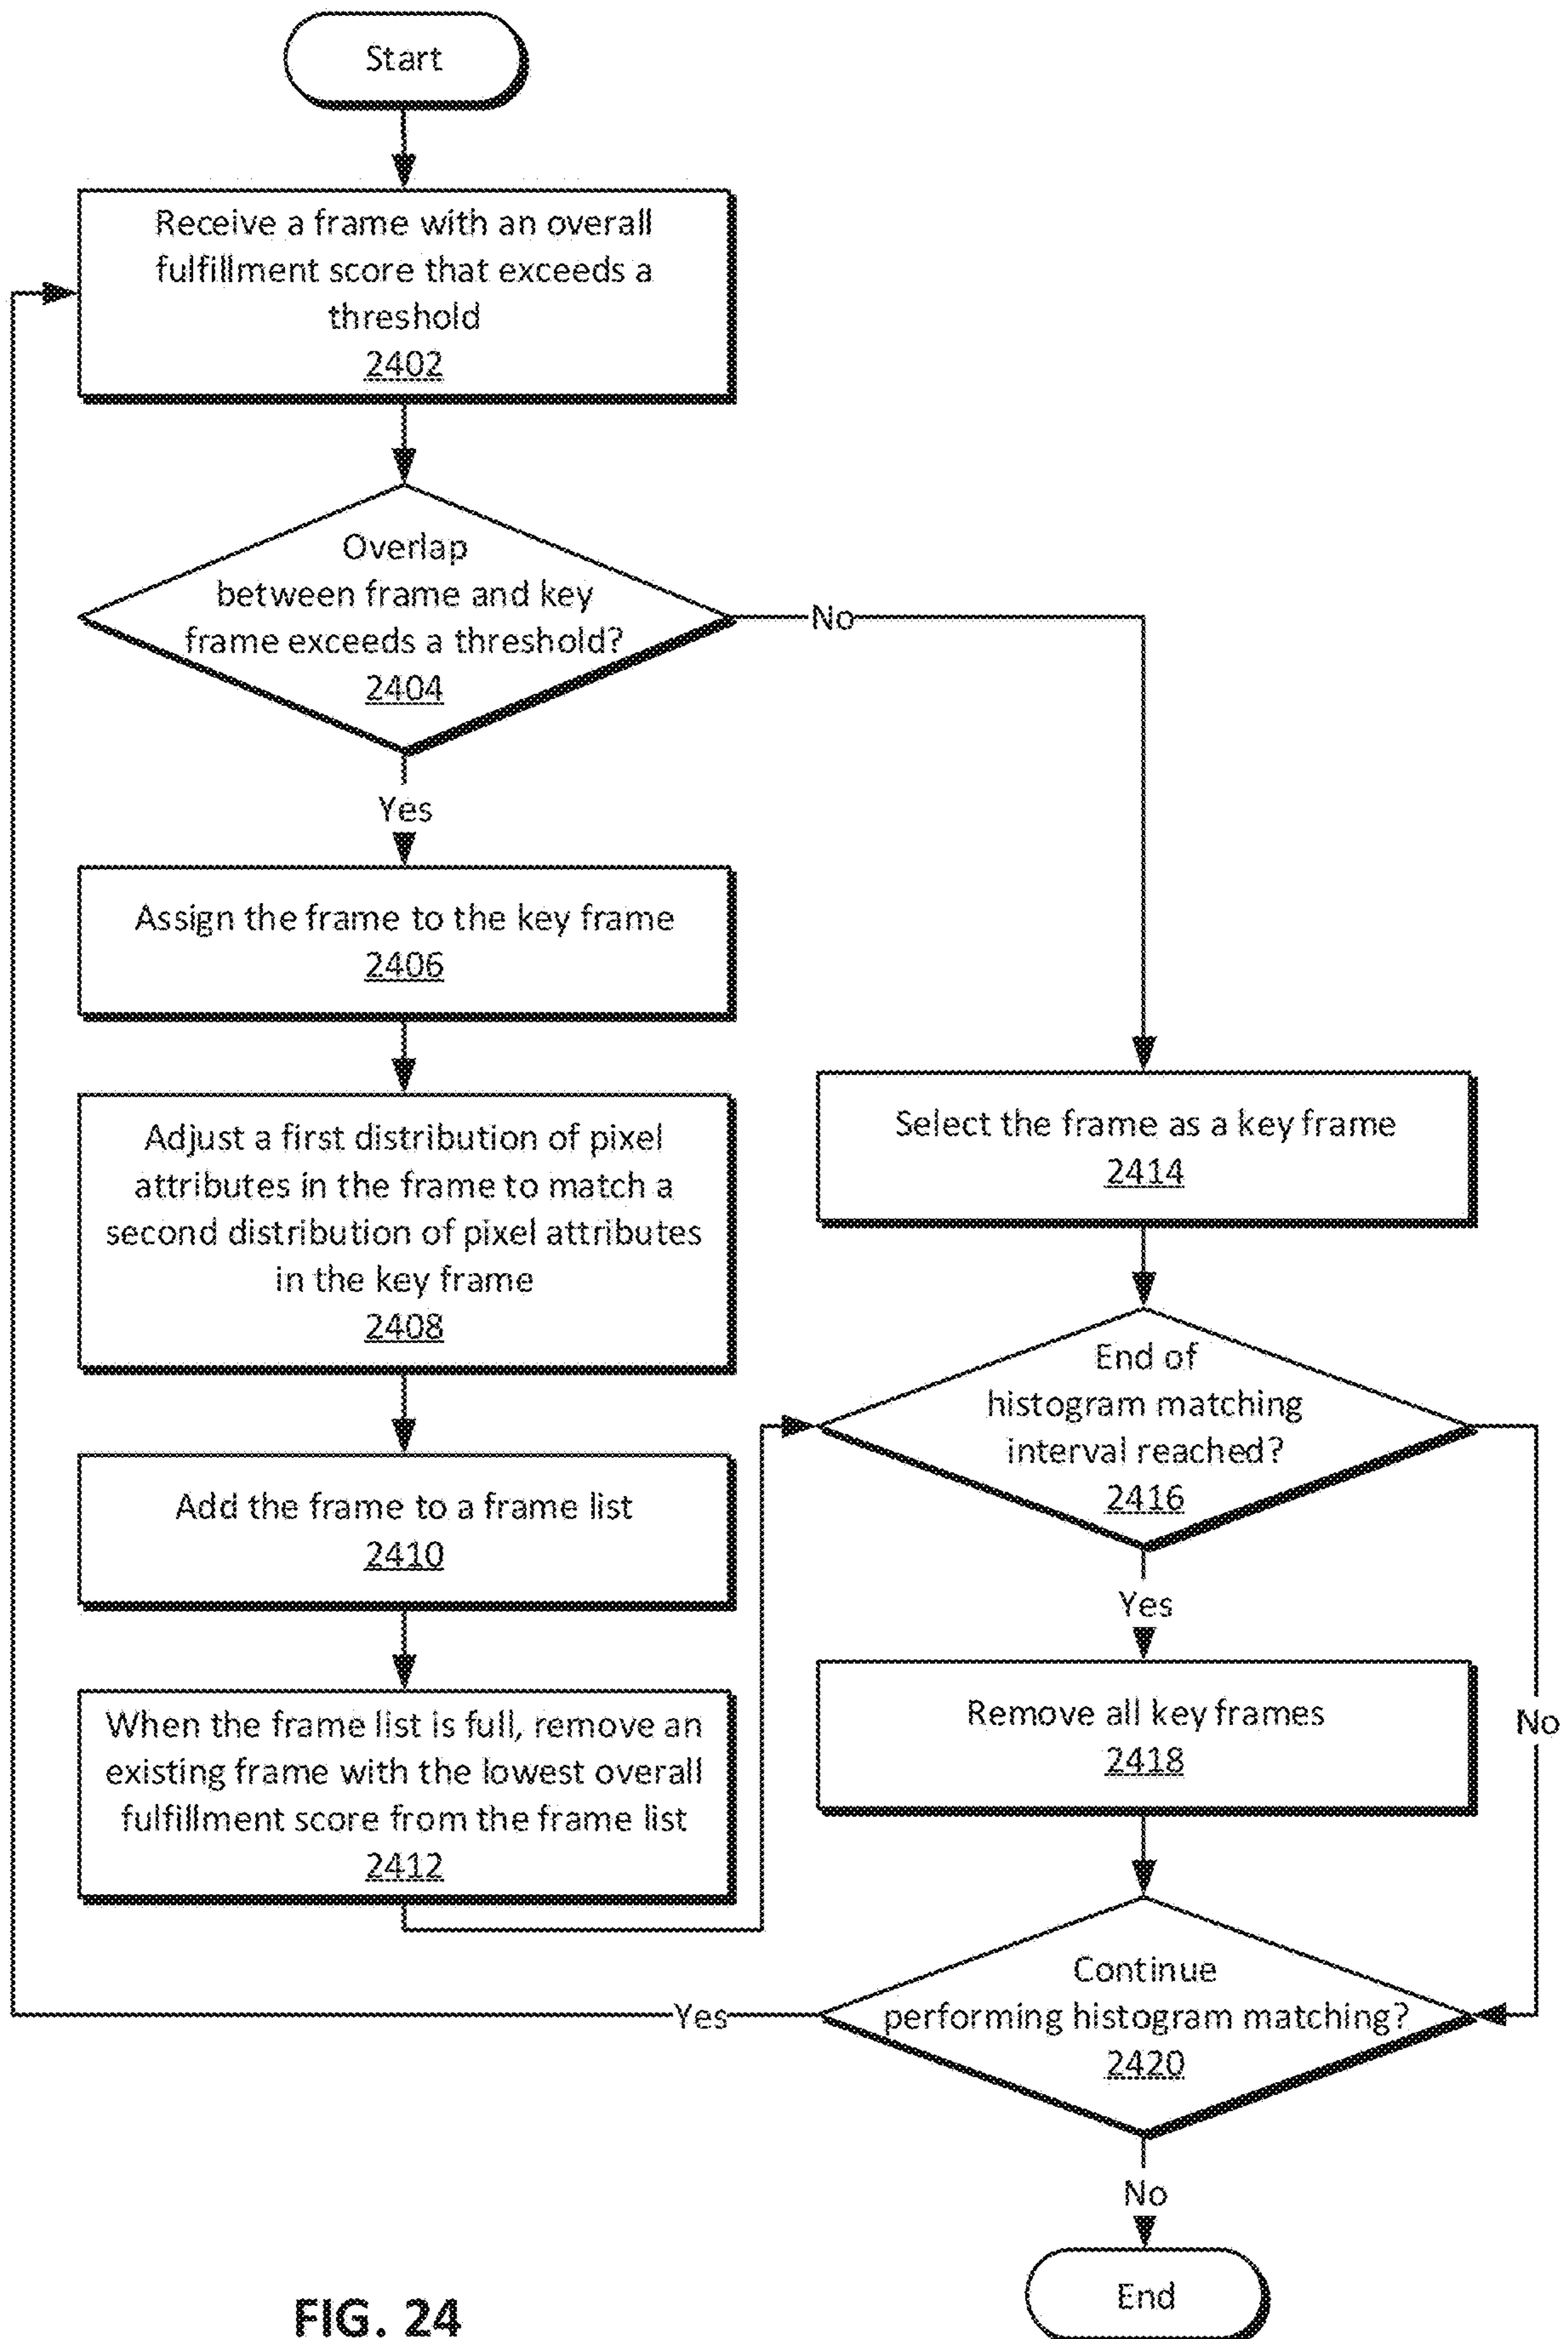 Start
Receive a frame with an overall
fulfillment score that exceeds a
threshold
2402
Overlap
between frame and key
frame exceeds a threshold?
2404
No
Yes
Assign the frame to the key frame
2406
Adjust a first distribution of pixel
attributes in the frame to match a
second distribution of pixel attributes
in the key frame
2408
Add the frame to a frame list
2410
When the frame list is full, remove an
existing frame with the lowest overall
fulfillment score from the frame list
2412
Select the frame as a key frame
2414
End of
histogram matching
interval reached?
2416
Yes
No
Remove all key frames
2418
Continue
performing histogram matching?
2420
Yes
No
End
FIG. 24